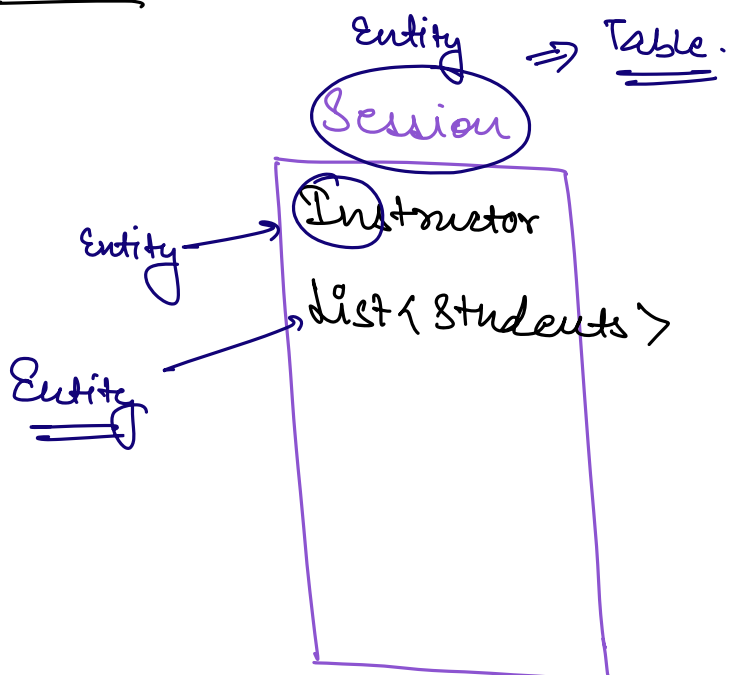 Entity ⇒ Table.
Session
Instructor
Entity
List<Students>
Entity